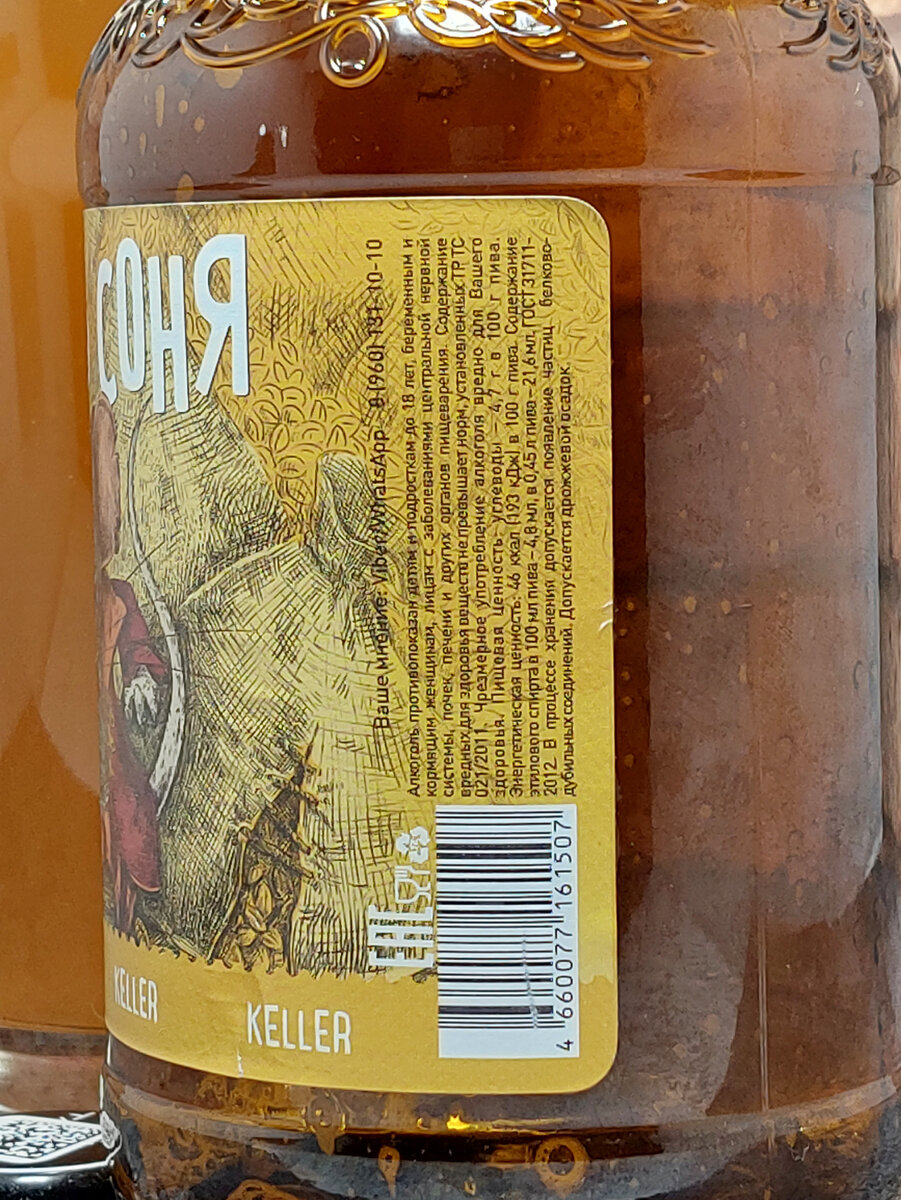 СОНЯ
KELLER
KELLER
Ваше мнение: Viber/WhatsApp 8 (960) 131-10-10
Алкоголь противопоказан детям и подросткам до 18 лет, беременным и
кормящим женщинам, лицам с заболеваниями центральной нервной
системы, почек, печени и других органов пищеварения. Содержание
вредных для здоровья веществ не превышает норм, установленных ТР ТС
021/2011. Чрезмерное употребление алкоголя вредно для Вашего
здоровья. Пищевая ценность: углеводы – 4,7 г в 100 г пива.
Энергетическая ценность: 46 ккал (193 кДж) в 100 г пива. Содержание
этилового спирта в 100 мл пива – 4,8 мл, в 0,45 л пива – 21,6 мл, ГОСТ 31711-
2012. В процессе хранения допускается появление частиц белково-
дубильных соединений. Допускается дрожжевой осадок.
EAC
4 660077 161507